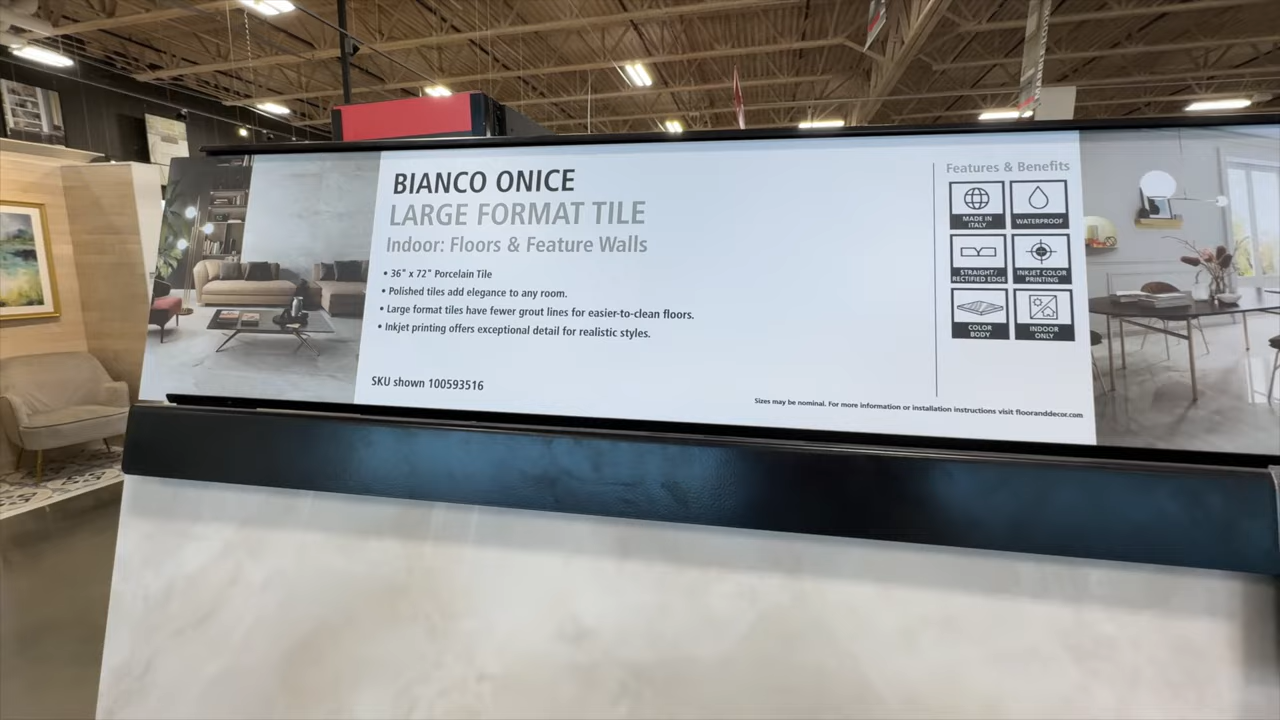 BIANCO ONICE
LARGE FORMAT TILE
Indoor: Floors & Feature Walls
• 36" x 72" Porcelain Tile
• Polished tiles add elegance to any room.
• Large format tiles have fewer grout lines for easier-to-clean floors.
• Inkjet printing offers exceptional detail for realistic styles.
SKU shown 100593516
Features & Benefits
MADE IN
ITALY
WATERPROOF
STRAIGHT/
RECTIFIED EDGE
INKJET COLOR
PRINTING
COLOR
BODY
INDOOR
ONLY
Sizes may be nominal. For more information or installation instructions visit flooranddecor.com